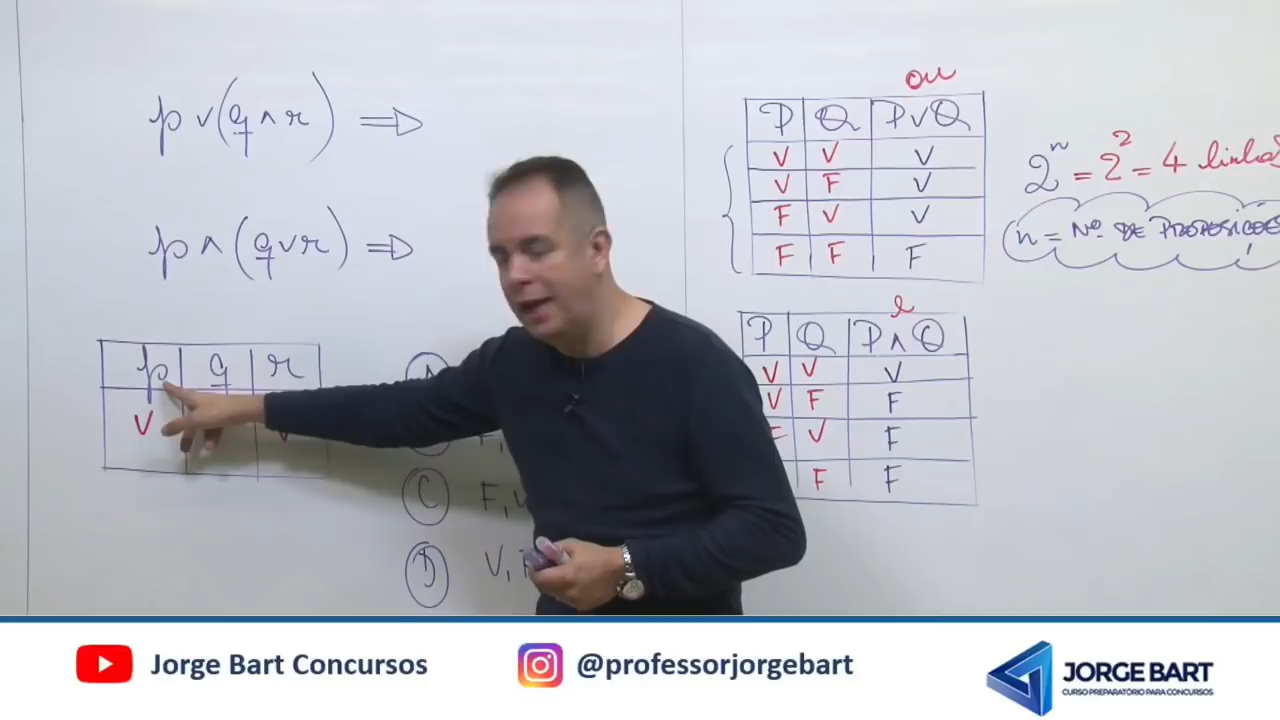 p ∨ (q ∧ r) ⇒
p ∧ (q ∨ r) ⇒
p q r
V
C F,
D V,
ou
P Q P∨Q
V V V
V F V
F V V
F F F
2ⁿ = 2² = 4 linhas
n = Nº DE PROPOSIÇÕES
e
P Q P∧Q
V V V
V F F
F V F
F F
Jorge Bart Concursos
@professorjorgebart
JORGE BART
CURSO PREPARATÓRIO PARA CONCURSOS